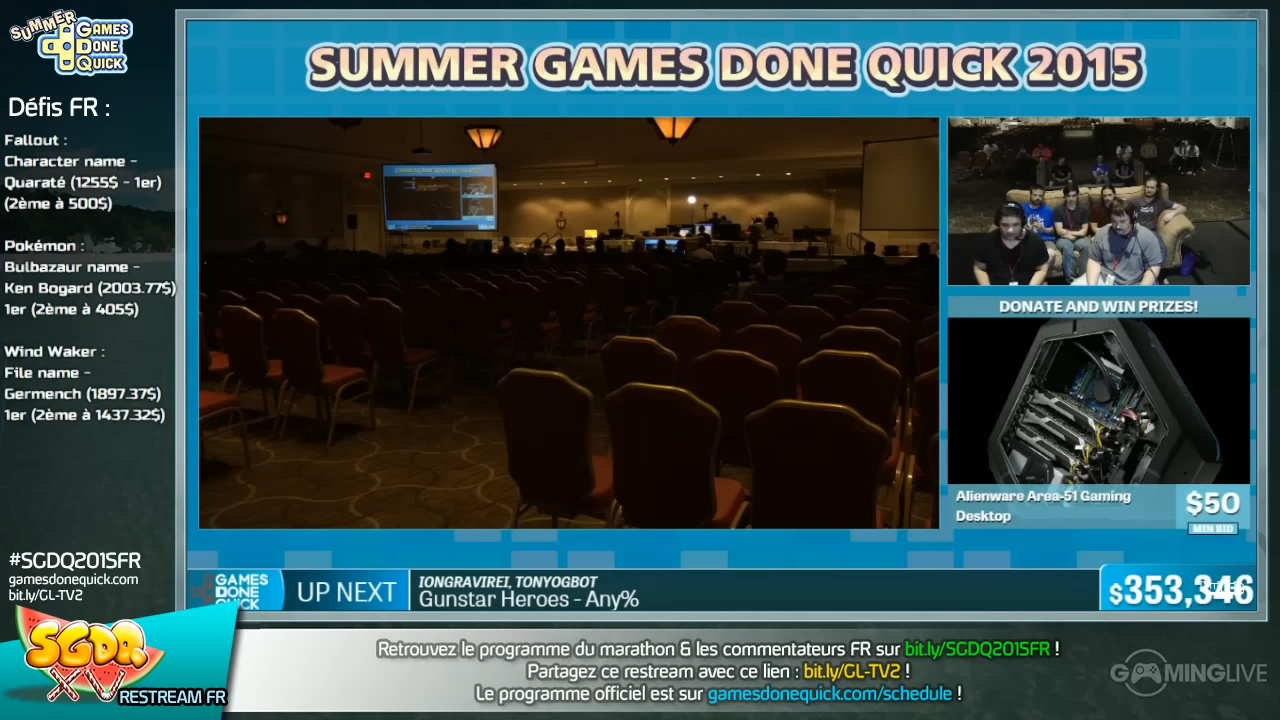 SUMMER
GAMES
DONE
QUICK
Défis FR :
Fallout :
Character name -
Quaraté (1255$ - 1er)
(2ème à 500$)
Pokémon :
Bulbazaur name -
Ken Bogard (2003.77$)
1er (2ème à 405$)
Wind Waker :
File name -
Germench (1897.37$)
1er (2ème à 1437.32$)
#SGDQ2015FR
gamesdonequick.com
bit.ly/GL-TV2
SGDQ
XV
RESTREAM FR
SUMMER GAMES DONE QUICK 2015
DONATE AND WIN PRIZES!
Alienware Area-51 Gaming
Desktop
$50
MIN BID
GAMES
DONE
QUICK
UP NEXT
IONGRAVIREI, TONYOGBOT
Gunstar Heroes - Any%
$353,346
Retrouvez le programme du marathon & les commentateurs FR sur bit.ly/SGDQ2015FR !
Partagez ce restream avec ce lien : bit.ly/GL-TV2 !
Le programme officiel est sur gamesdonequick.com/schedule !
GAMINGLIVE